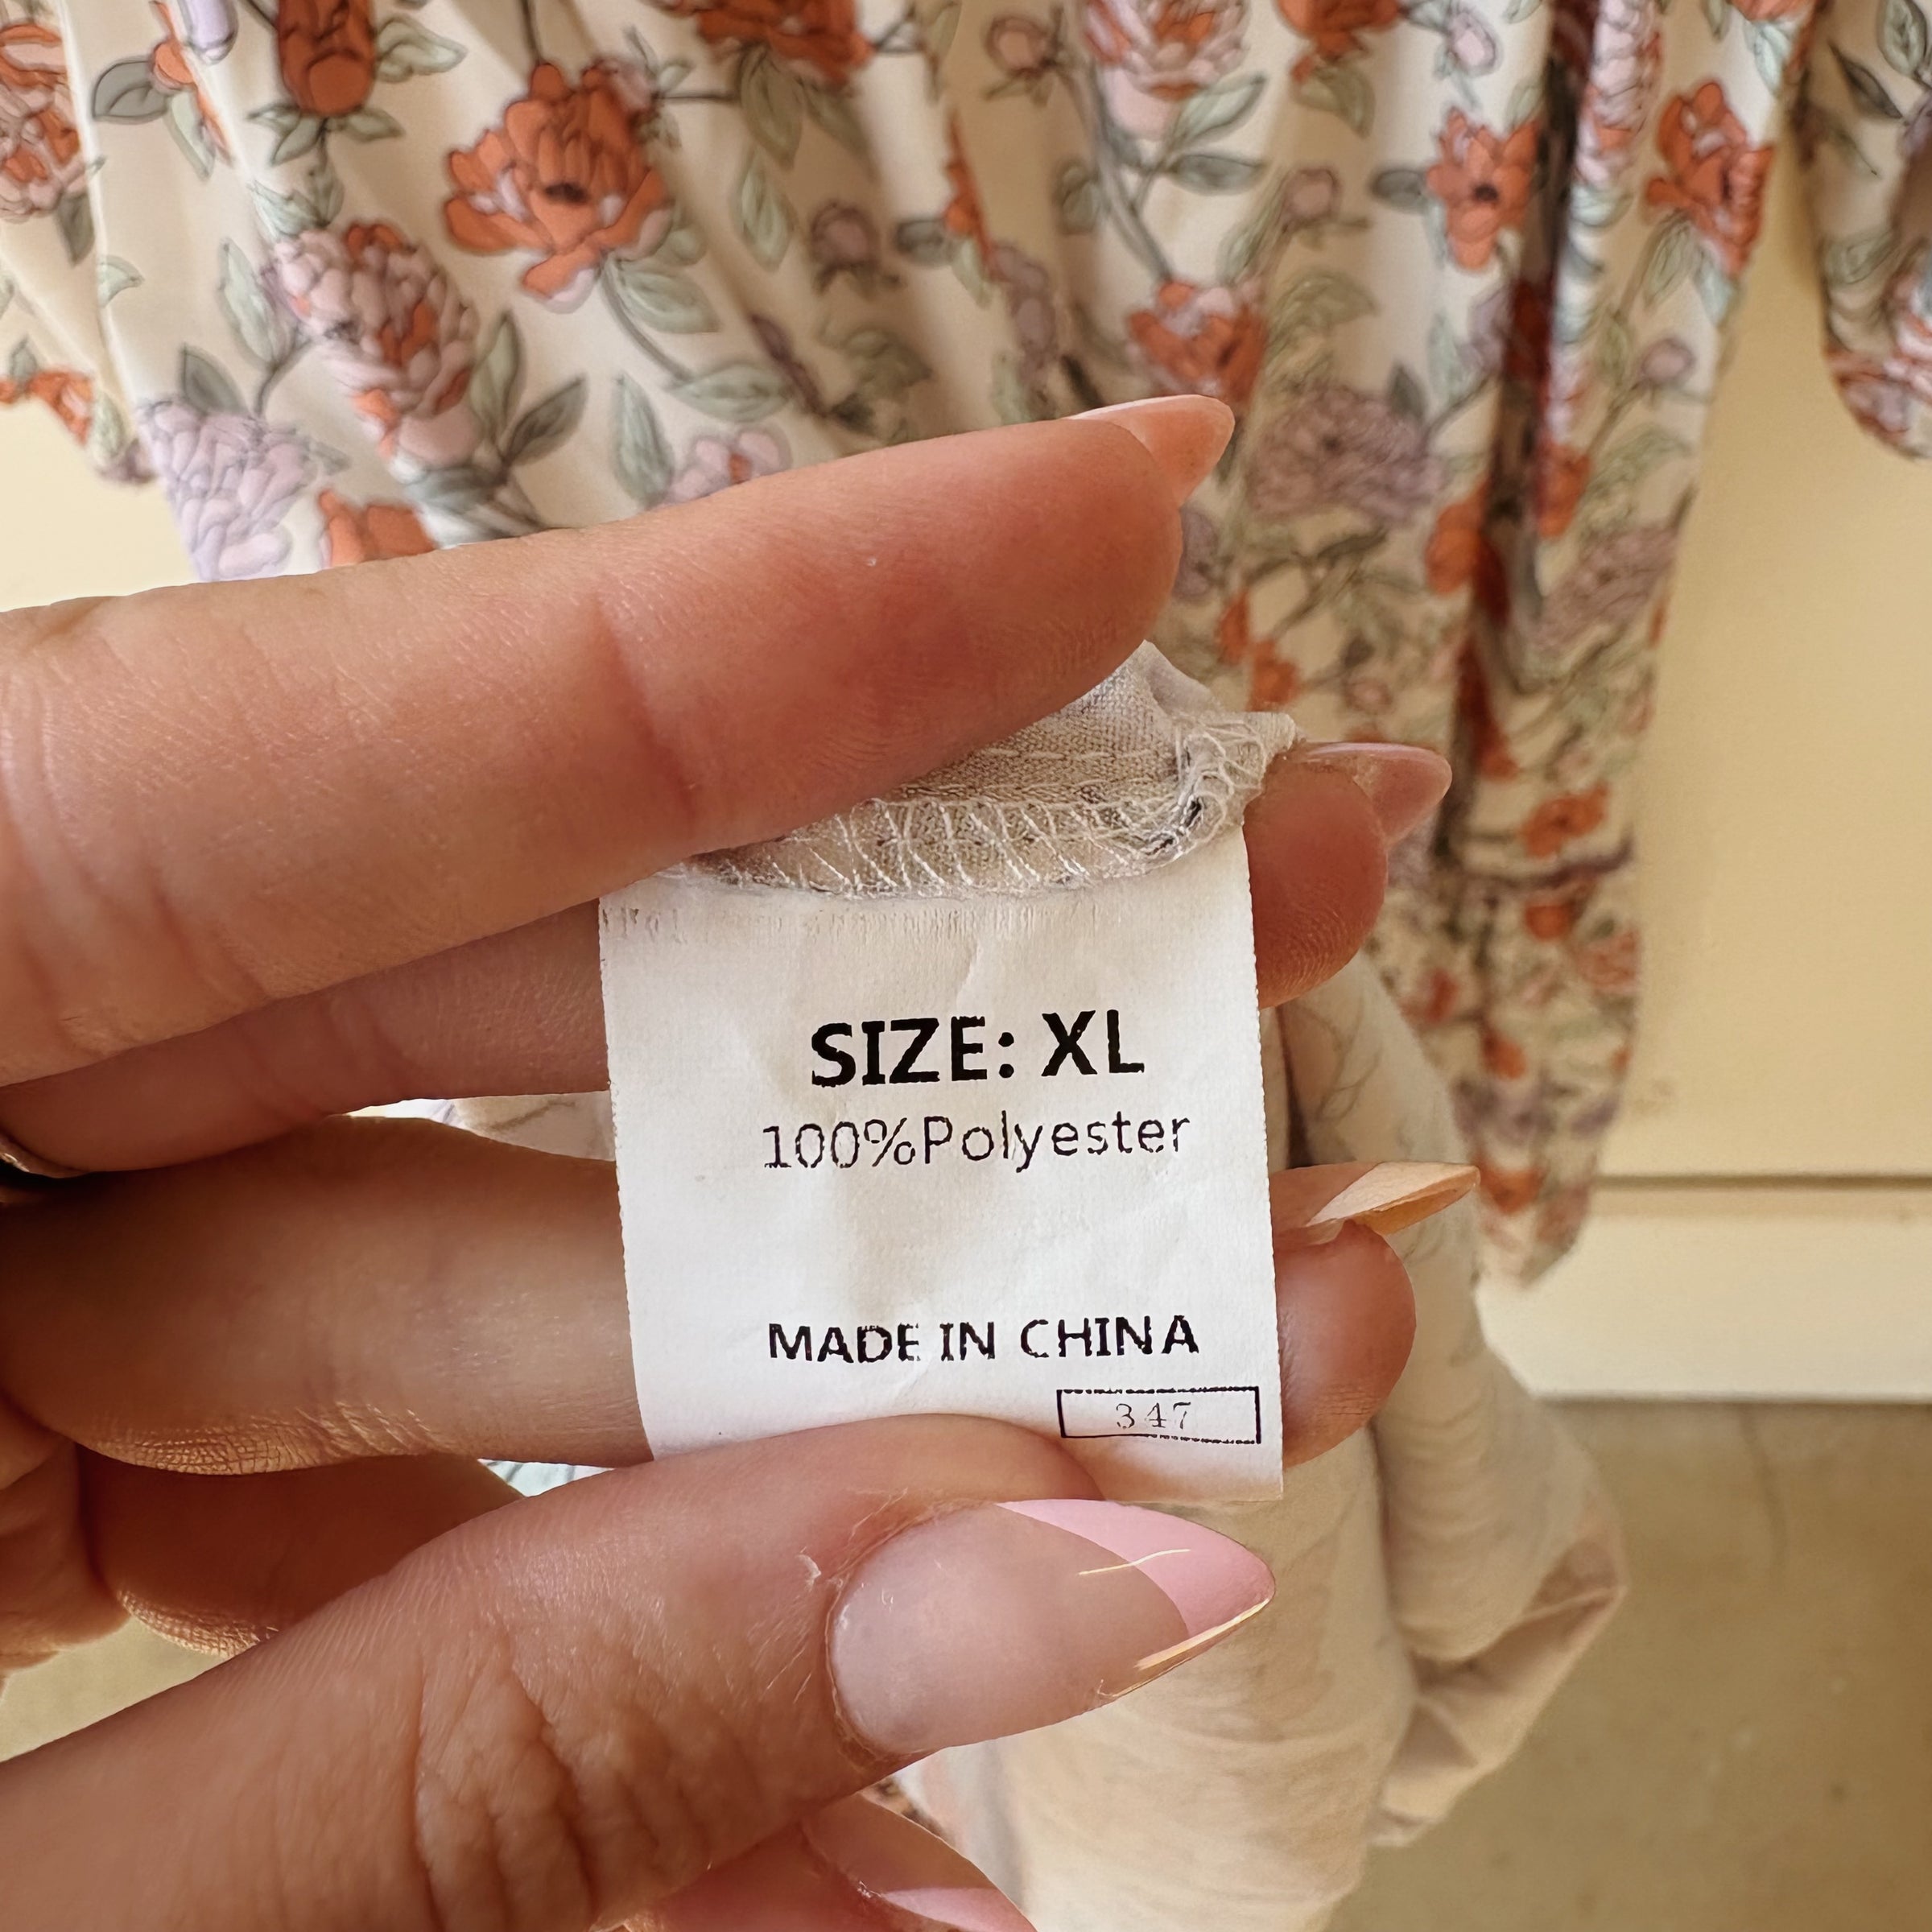 SIZE: XL
100%Polyester
MADE IN CHINA
347